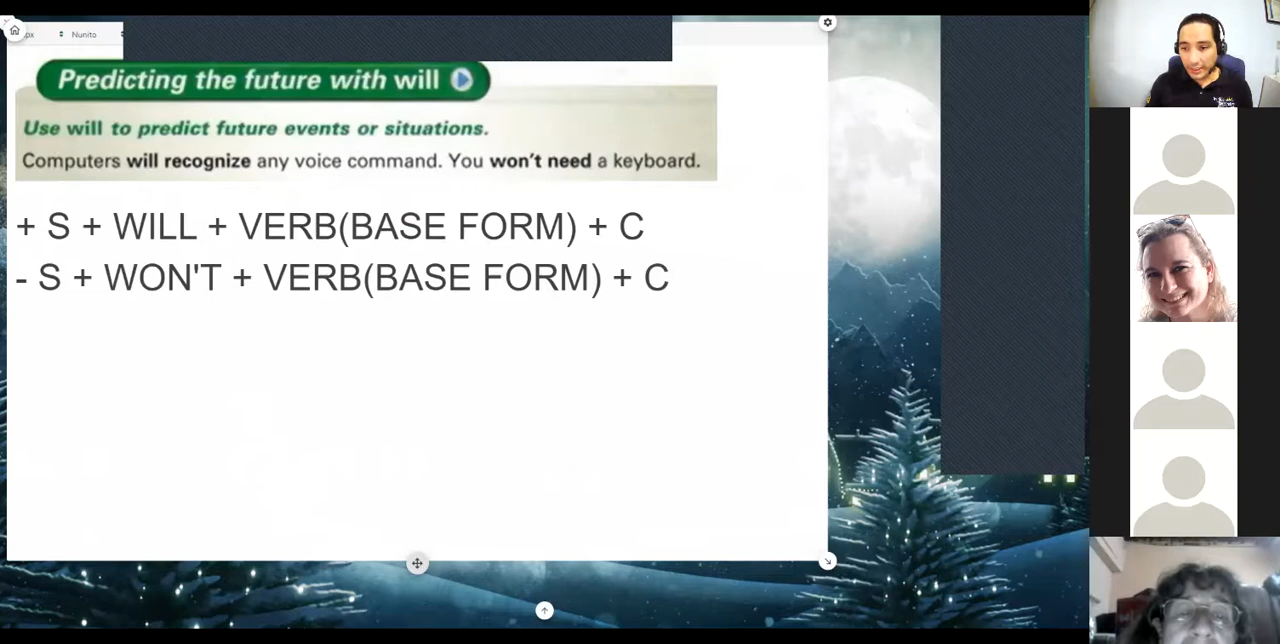 px Nunito
Predicting the future with will
Use will to predict future events or situations.
Computers will recognize any voice command. You won't need a keyboard.
+ S + WILL + VERB(BASE FORM) + C
- S + WON'T + VERB(BASE FORM) + C